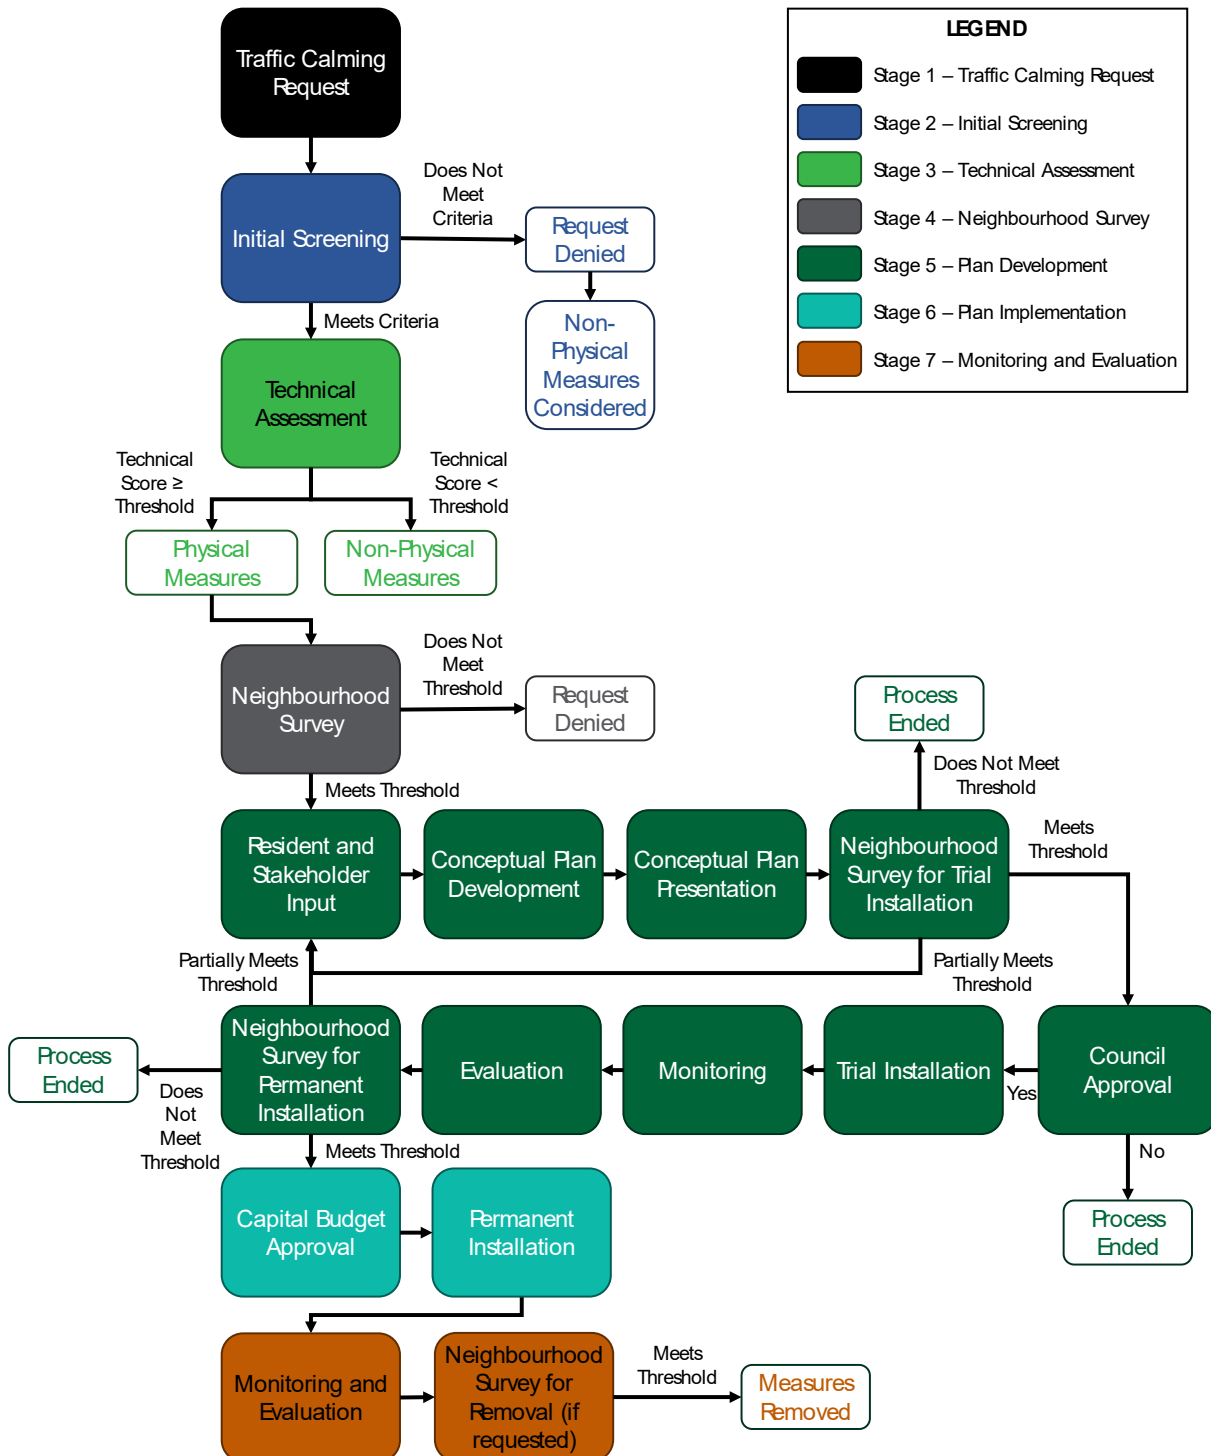 Traffic Calming
Request
LEGEND
Stage 1 – Traffic Calming Request
Stage 2 – Initial Screening
Stage 3 – Technical Assessment
Stage 4 – Neighbourhood Survey
Stage 5 – Plan Development
Stage 6 – Plan Implementation
Stage 7 – Monitoring and Evaluation
Initial Screening
Does Not
Meet
Criteria
Request
Denied
Non-
Physical
Measures
Considered
Meets Criteria
Technical
Assessment
Technical
Score ≥
Threshold
Technical
Score <
Threshold
Physical
Measures
Non-Physical
Measures
Neighbourhood
Survey
Does Not
Meet
Threshold
Request
Denied
Meets Threshold
Resident and
Stakeholder
Input
Conceptual Plan
Development
Conceptual Plan
Presentation
Neighbourhood
Survey for Trial
Installation
Process
Ended
Does Not Meet
Threshold
Meets
Threshold
Partially Meets
Threshold
Partially Meets
Threshold
Council
Approval
Yes
No
Process
Ended
Trial Installation
Monitoring
Evaluation
Neighbourhood
Survey for
Permanent
Installation
Process
Ended
Does
Not
Meet
Threshold
Meets Threshold
Capital Budget
Approval
Permanent
Installation
Monitoring and
Evaluation
Neighbourhood
Survey for
Removal (if
requested)
Meets
Threshold
Measures
Removed